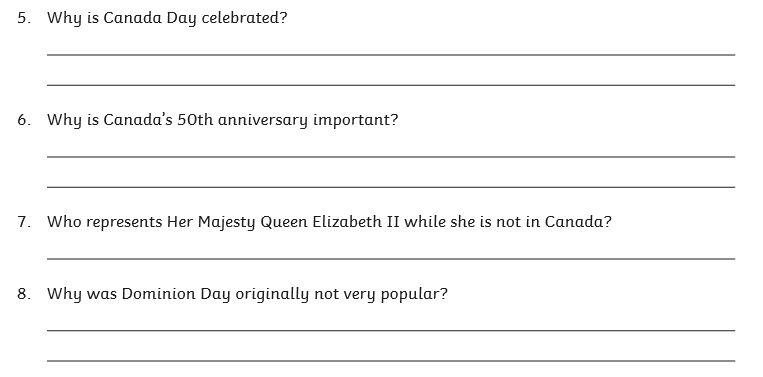 5. Why is Canada Day celebrated?
6. Why is Canada's 50th anniversary important?
7. Who represents Her Majesty Queen Elizabeth II while she is not in Canada?
8. Why was Dominion Day originally not very popular?